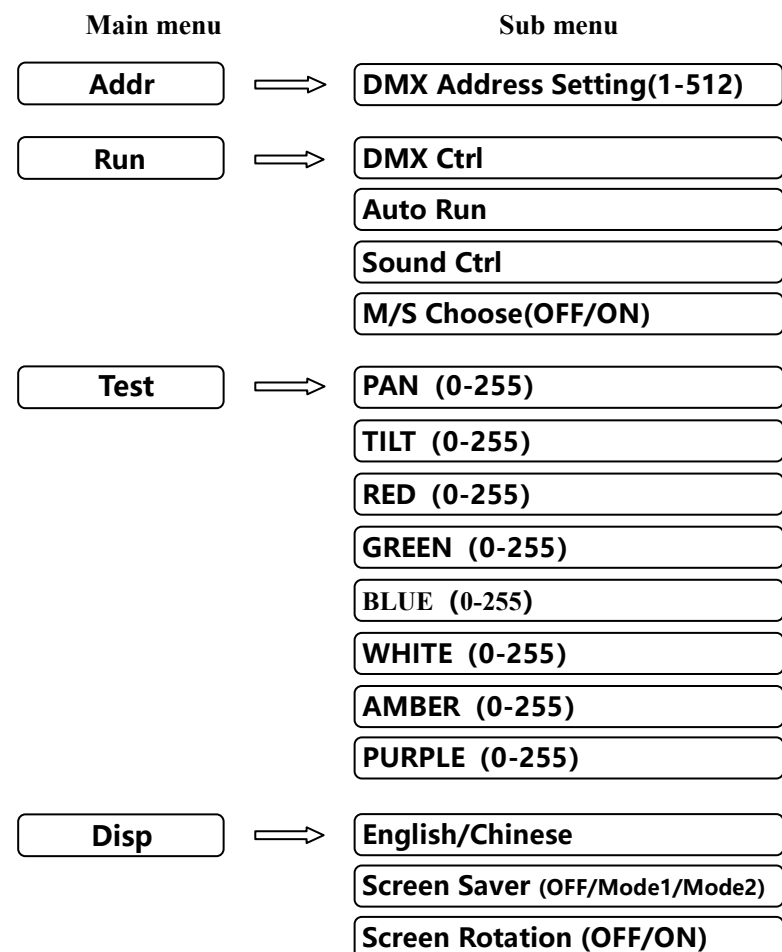 Main menu Sub menu
Addr DMX Address Setting(1-512)
Run DMX Ctrl
Auto Run
Sound Ctrl
M/S Choose(OFF/ON)
Test PAN (0-255)
TILT (0-255)
RED (0-255)
GREEN (0-255)
BLUE (0-255)
WHITE (0-255)
AMBER (0-255)
PURPLE (0-255)
Disp English/Chinese
Screen Saver (OFF/Mode1/Mode2)
Screen Rotation (OFF/ON)